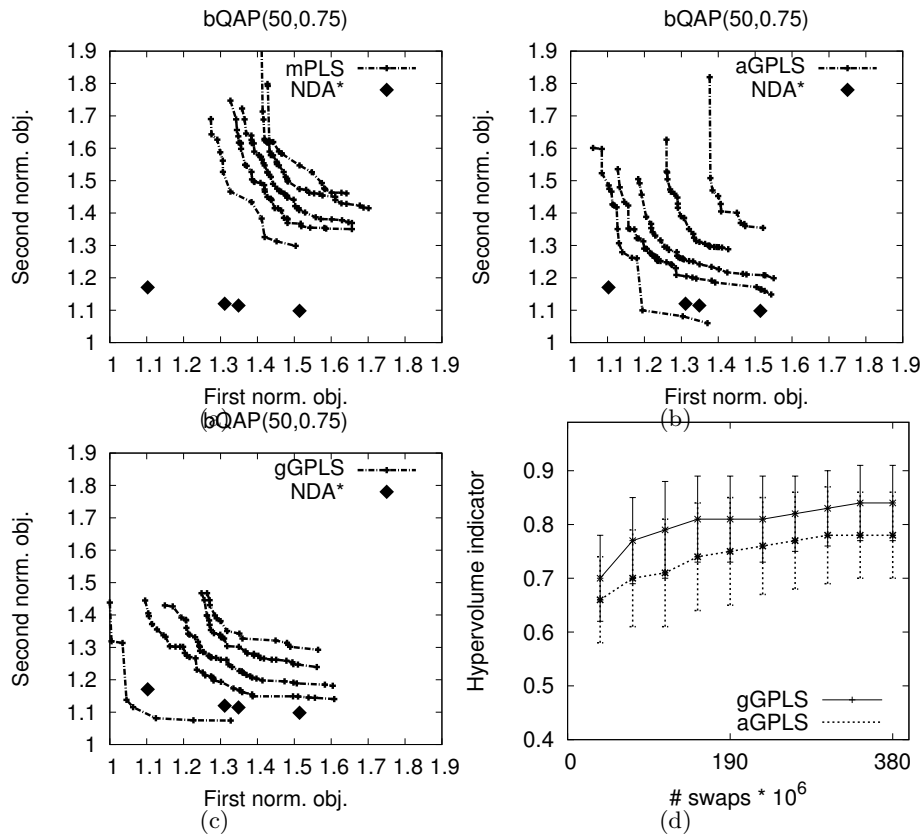 bQAP(50,0.75)
1.9
1.8
1.7
1.6
1.5
1.4
1.3
1.2
1.1
1
Second norm. obj.
mPLS
NDA*
1 1.1 1.2 1.3 1.4 1.5 1.6 1.7 1.8 1.9
First norm. obj.
(a)
bQAP(50,0.75)
1.9
1.8
1.7
1.6
1.5
1.4
1.3
1.2
1.1
1
Second norm. obj.
aGPLS
NDA*
1 1.1 1.2 1.3 1.4 1.5 1.6 1.7 1.8 1.9
First norm. obj.
(b)
bQAP(50,0.75)
1.9
1.8
1.7
1.6
1.5
1.4
1.3
1.2
1.1
1
Second norm. obj.
gGPLS
NDA*
1 1.1 1.2 1.3 1.4 1.5 1.6 1.7 1.8 1.9
First norm. obj.
(c)
0.9
0.8
0.7
0.6
0.5
0.4
Hypervolume indicator
gGPLS
aGPLS
0 190 380
# swaps * 10^6
(d)